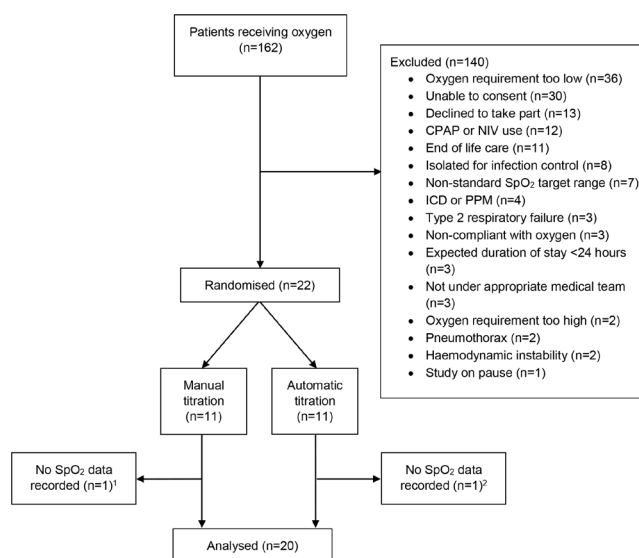 Patients receiving oxygen
(n=162)
Excluded (n=140)
• Oxygen requirement too low (n=36)
• Unable to consent (n=30)
• Declined to take part (n=13)
• CPAP or NIV use (n=12)
• End of life care (n=11)
• Isolated for infection control (n=8)
• Non-standard SpO₂ target range (n=7)
• ICD or PPM (n=4)
• Type 2 respiratory failure (n=3)
• Non-compliant with oxygen (n=3)
• Expected duration of stay <24 hours
(n=3)
• Not under appropriate medical team
(n=3)
• Oxygen requirement too high (n=2)
• Pneumothorax (n=2)
• Haemodynamic instability (n=2)
• Study on pause (n=1)
Randomised (n=22)
Manual
titration
(n=11)
Automatic
titration
(n=11)
No SpO₂ data
recorded (n=1)¹
No SpO₂ data
recorded (n=1)²
Analysed (n=20)